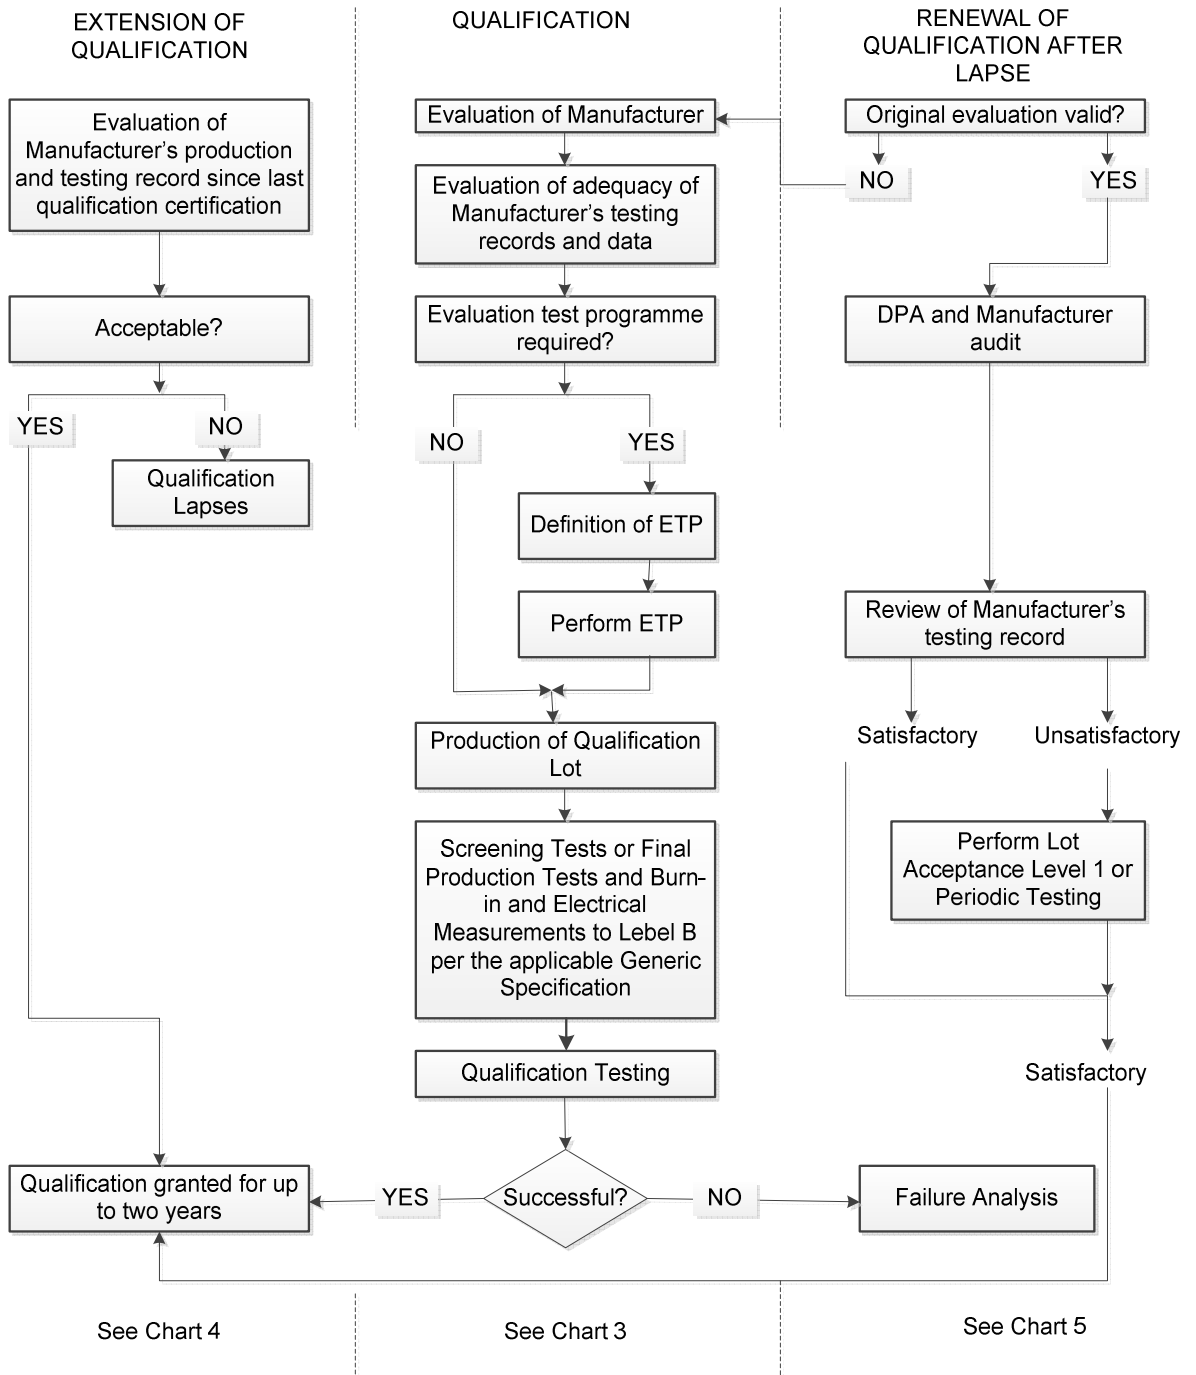 EXTENSION OF
QUALIFICATION
Evaluation of
Manufacturer's production
and testing record since last
qualification certification
Acceptable?
YES
NO
Qualification
Lapses
Qualification granted for up
to two years
See Chart 4
QUALIFICATION
Evaluation of Manufacturer
Evaluation of adequacy of
Manufacturer's testing
records and data
Evaluation test programme
required?
NO
YES
Definition of ETP
Perform ETP
Production of Qualification
Lot
Screening Tests or Final
Production Tests and Burn-
in and Electrical
Measurements to Lebel B
per the applicable Generic
Specification
Qualification Testing
Successful?
YES
NO
See Chart 3
RENEWAL OF
QUALIFICATION AFTER
LAPSE
Original evaluation valid?
NO
YES
DPA and Manufacturer
audit
Review of Manufacturer's
testing record
Satisfactory
Unsatisfactory
Perform Lot
Acceptance Level 1 or
Periodic Testing
Satisfactory
Failure Analysis
See Chart 5